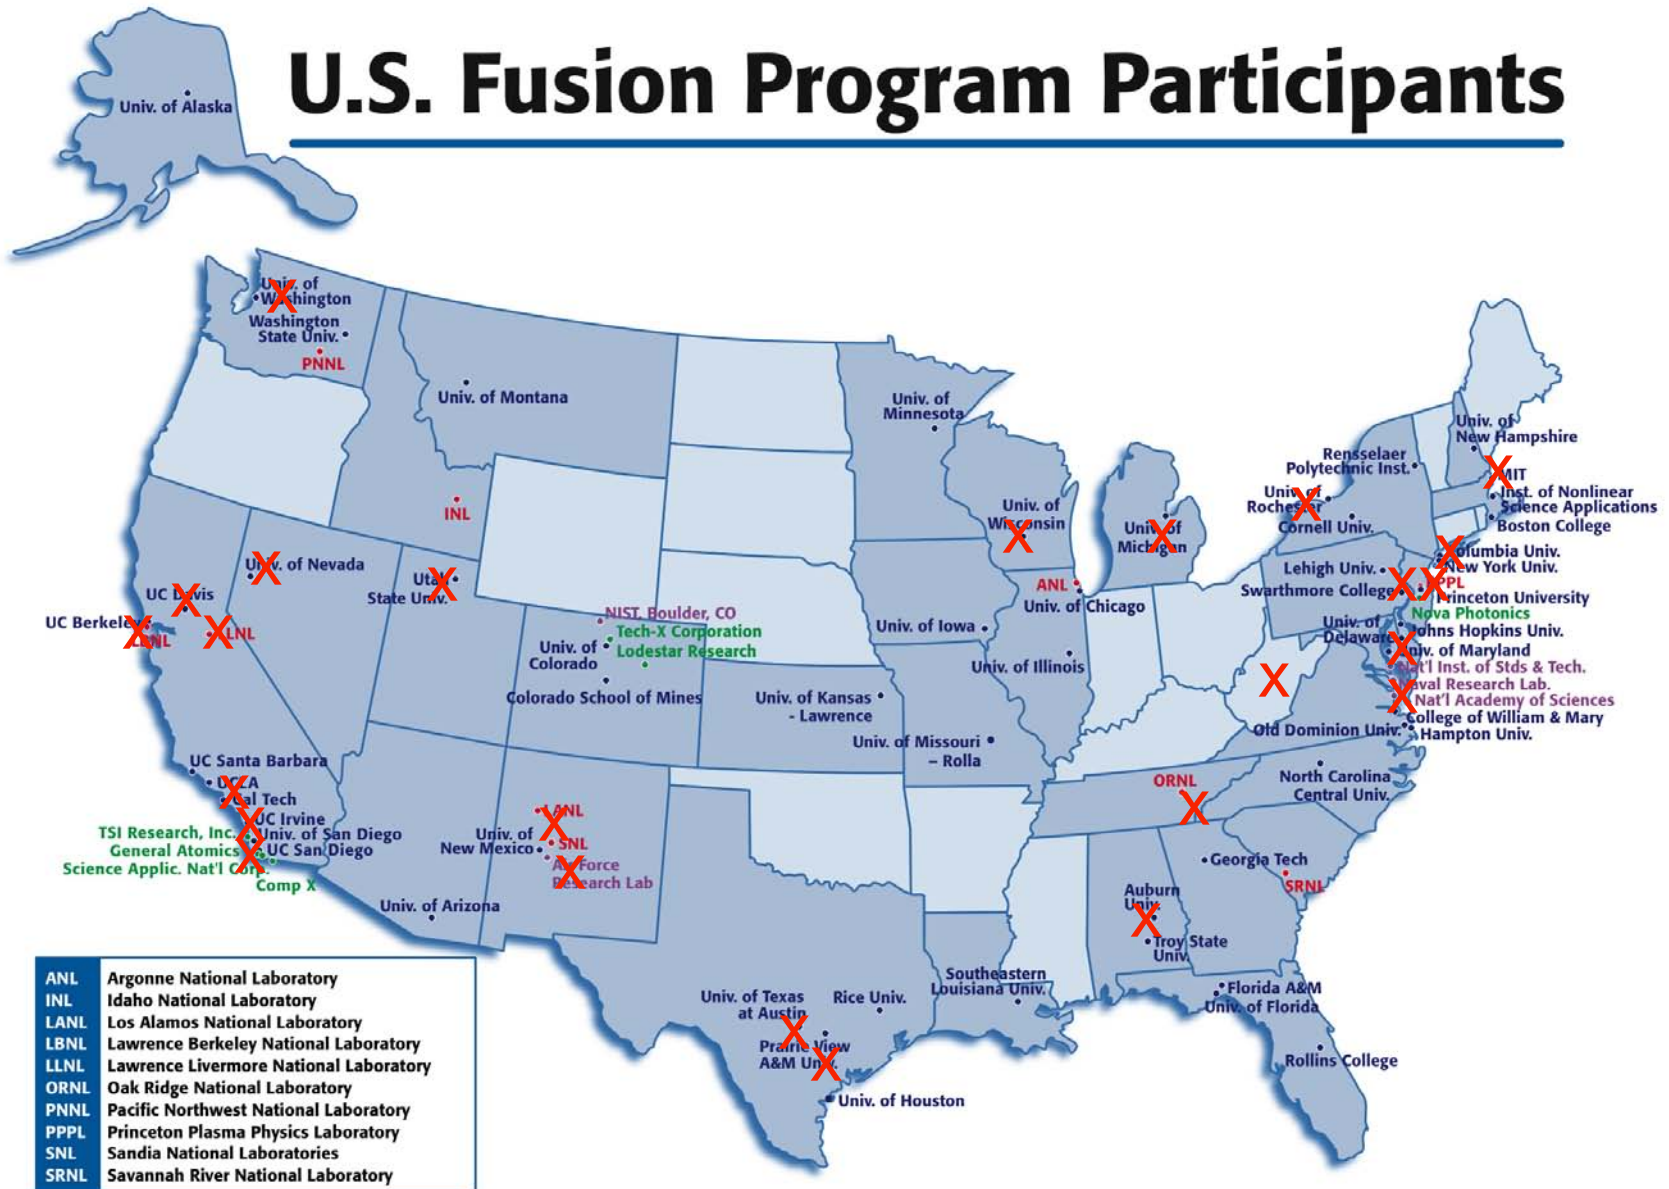 U.S. Fusion Program Participants
Univ. of Alaska
Univ. of
Washington
Washington
State Univ.
PNNL
Univ. of Montana
INL
Univ. of Nevada
UC Davis
UC Berkeley
LBNL
LLNL
Utah
State Univ.
NIST, Boulder, CO
Tech-X Corporation
Lodestar Research
Univ. of
Colorado
Colorado School of Mines
UC Santa Barbara
UCLA
Cal Tech
UC Irvine
Univ. of San Diego
UC San Diego
TSI Research, Inc.
General Atomics
Science Applic. Nat'l Corp.
Comp X
Univ. of Arizona
LANL
Univ. of
New Mexico
SNL
Air Force
Research Lab
Univ. of
Minnesota
Univ. of
Wisconsin
Univ. of
Michigan
ANL
Univ. of Chicago
Univ. of Iowa
Univ. of Illinois
Univ. of Kansas
- Lawrence
Univ. of Missouri
– Rolla
Univ. of Texas
at Austin
Rice Univ.
Prairie View
A&M Univ.
Univ. of Houston
Southeastern
Louisiana Univ.
Auburn
Univ.
Troy State
Univ.
Georgia Tech
SRNL
Florida A&M
Univ. of Florida
Rollins College
ORNL
North Carolina
Central Univ.
Univ. of
New Hampshire
Rensselaer
Polytechnic Inst.
MIT
Inst. of Nonlinear
Science Applications
Boston College
Univ. of
Rochester
Cornell Univ.
Columbia Univ.
New York Univ.
Lehigh Univ.
Swarthmore College
PPPL
Princeton University
Nova Photonics
Univ. of
Delaware
Johns Hopkins Univ.
Univ. of Maryland
Nat'l Inst. of Stds & Tech.
Naval Research Lab.
Nat'l Academy of Sciences
College of William & Mary
Old Dominion Univ.
Hampton Univ.
ANL Argonne National Laboratory
INL Idaho National Laboratory
LANL Los Alamos National Laboratory
LBNL Lawrence Berkeley National Laboratory
LLNL Lawrence Livermore National Laboratory
ORNL Oak Ridge National Laboratory
PNNL Pacific Northwest National Laboratory
PPPL Princeton Plasma Physics Laboratory
SNL Sandia National Laboratories
SRNL Savannah River National Laboratory